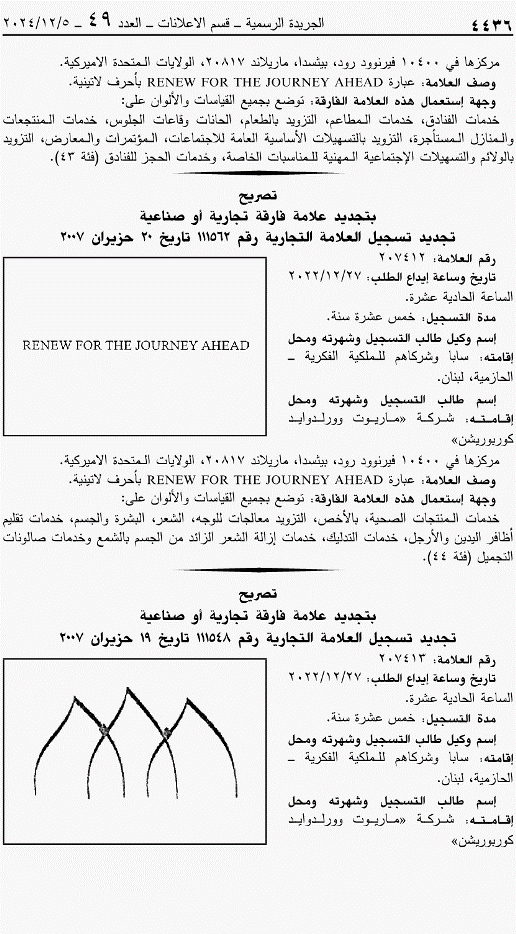 ٤٤٣٦ الجريدة الرسمية – قسم الاعلانات – العدد ٤٩ – ٢٠٢٤/١٢/٥
مركزها في ١٠٤٠٠ فيرنوود رود، بيثسدا، ماريلاند ٢٠٨١٧، الولايات المتحدة الاميركية.
وصف العلامة: عبارة RENEW FOR THE JOURNEY AHEAD بأحرف لاتينية.
وجهة إستعمال هذه العلامة الفارقة: توضع بجميع القياسات والألوان على:
خدمات الفنادق، خدمات المطاعم، التزويد بالطعام، الحانات وقاعات الجلوس، خدمات المنتجعات
والمنازل المستأجرة، التزويد بالتسهيلات الأساسية العامة للاجتماعات، المؤتمرات والمعارض، التزويد
بالولائم والتسهيلات الإجتماعية المهنية للمناسبات الخاصة، وخدمات الحجز للفنادق (فئة ٤٣).
تصريح
بتجديد علامة فارقة تجارية أو صناعية
تجديد تسجيل العلامة التجارية رقم ١١١٥٦٢ تاريخ ٢٠ حزيران ٢٠٠٧
رقم العلامة: ٢٠٧٤١٢
تاريخ وساعة إيداع الطلب: ٢٠٢٢/١٢/٢٧
الساعة الحادية عشرة.
مدة التسجيل: خمس عشرة سنة.
إسم وكيل طالب التسجيل وشهرته ومحل
إقامته: سابا وشركاهم للملكية الفكرية –
الحازمية، لبنان.
إسم طالب التسجيل وشهرته ومحل
إقامته: شركة «ماريوت وورلدوايد
كوربوريشن»
RENEW FOR THE JOURNEY AHEAD
مركزها في ١٠٤٠٠ فيرنوود رود، بيثسدا، ماريلاند ٢٠٨١٧، الولايات المتحدة الاميركية.
وصف العلامة: عبارة RENEW FOR THE JOURNEY AHEAD بأحرف لاتينية.
وجهة إستعمال هذه العلامة الفارقة: توضع بجميع القياسات والألوان على:
خدمات المنتجات الصحية، بالأخص، التزويد معالجات للوجه، الشعر، البشرة والجسم، خدمات تقليم
أظافر اليدين والأرجل، خدمات التدليك، خدمات إزالة الشعر الزائد من الجسم بالشمع وخدمات صالونات
التجميل (فئة ٤٤).
تصريح
بتجديد علامة فارقة تجارية أو صناعية
تجديد تسجيل العلامة التجارية رقم ١١١٥٤٨ تاريخ ١٩ حزيران ٢٠٠٧
رقم العلامة: ٢٠٧٤١٣
تاريخ وساعة إيداع الطلب: ٢٠٢٢/١٢/٢٧
الساعة الحادية عشرة.
مدة التسجيل: خمس عشرة سنة.
إسم وكيل طالب التسجيل وشهرته ومحل
إقامته: سابا وشركاهم للملكية الفكرية –
الحازمية، لبنان.
إسم طالب التسجيل وشهرته ومحل
إقامته: شركة «ماريوت وورلدوايد
كوربوريشن»